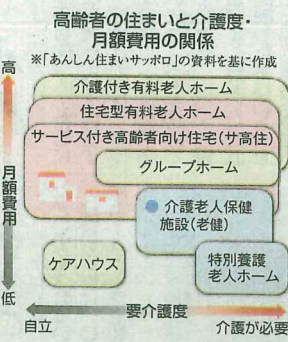 高齢者の住まいと介護度・
月額費用の関係
※「あんしん住まいサッポロ」の資料を基に作成
高
介護付き有料老人ホーム
住宅型有料老人ホーム
サービス付き高齢者向け住宅(サ高住)
グループホーム
月額費用
介護老人保健
施設(老健)
ケアハウス
特別養護
老人ホーム
低
要介護度
自立
介護が必要